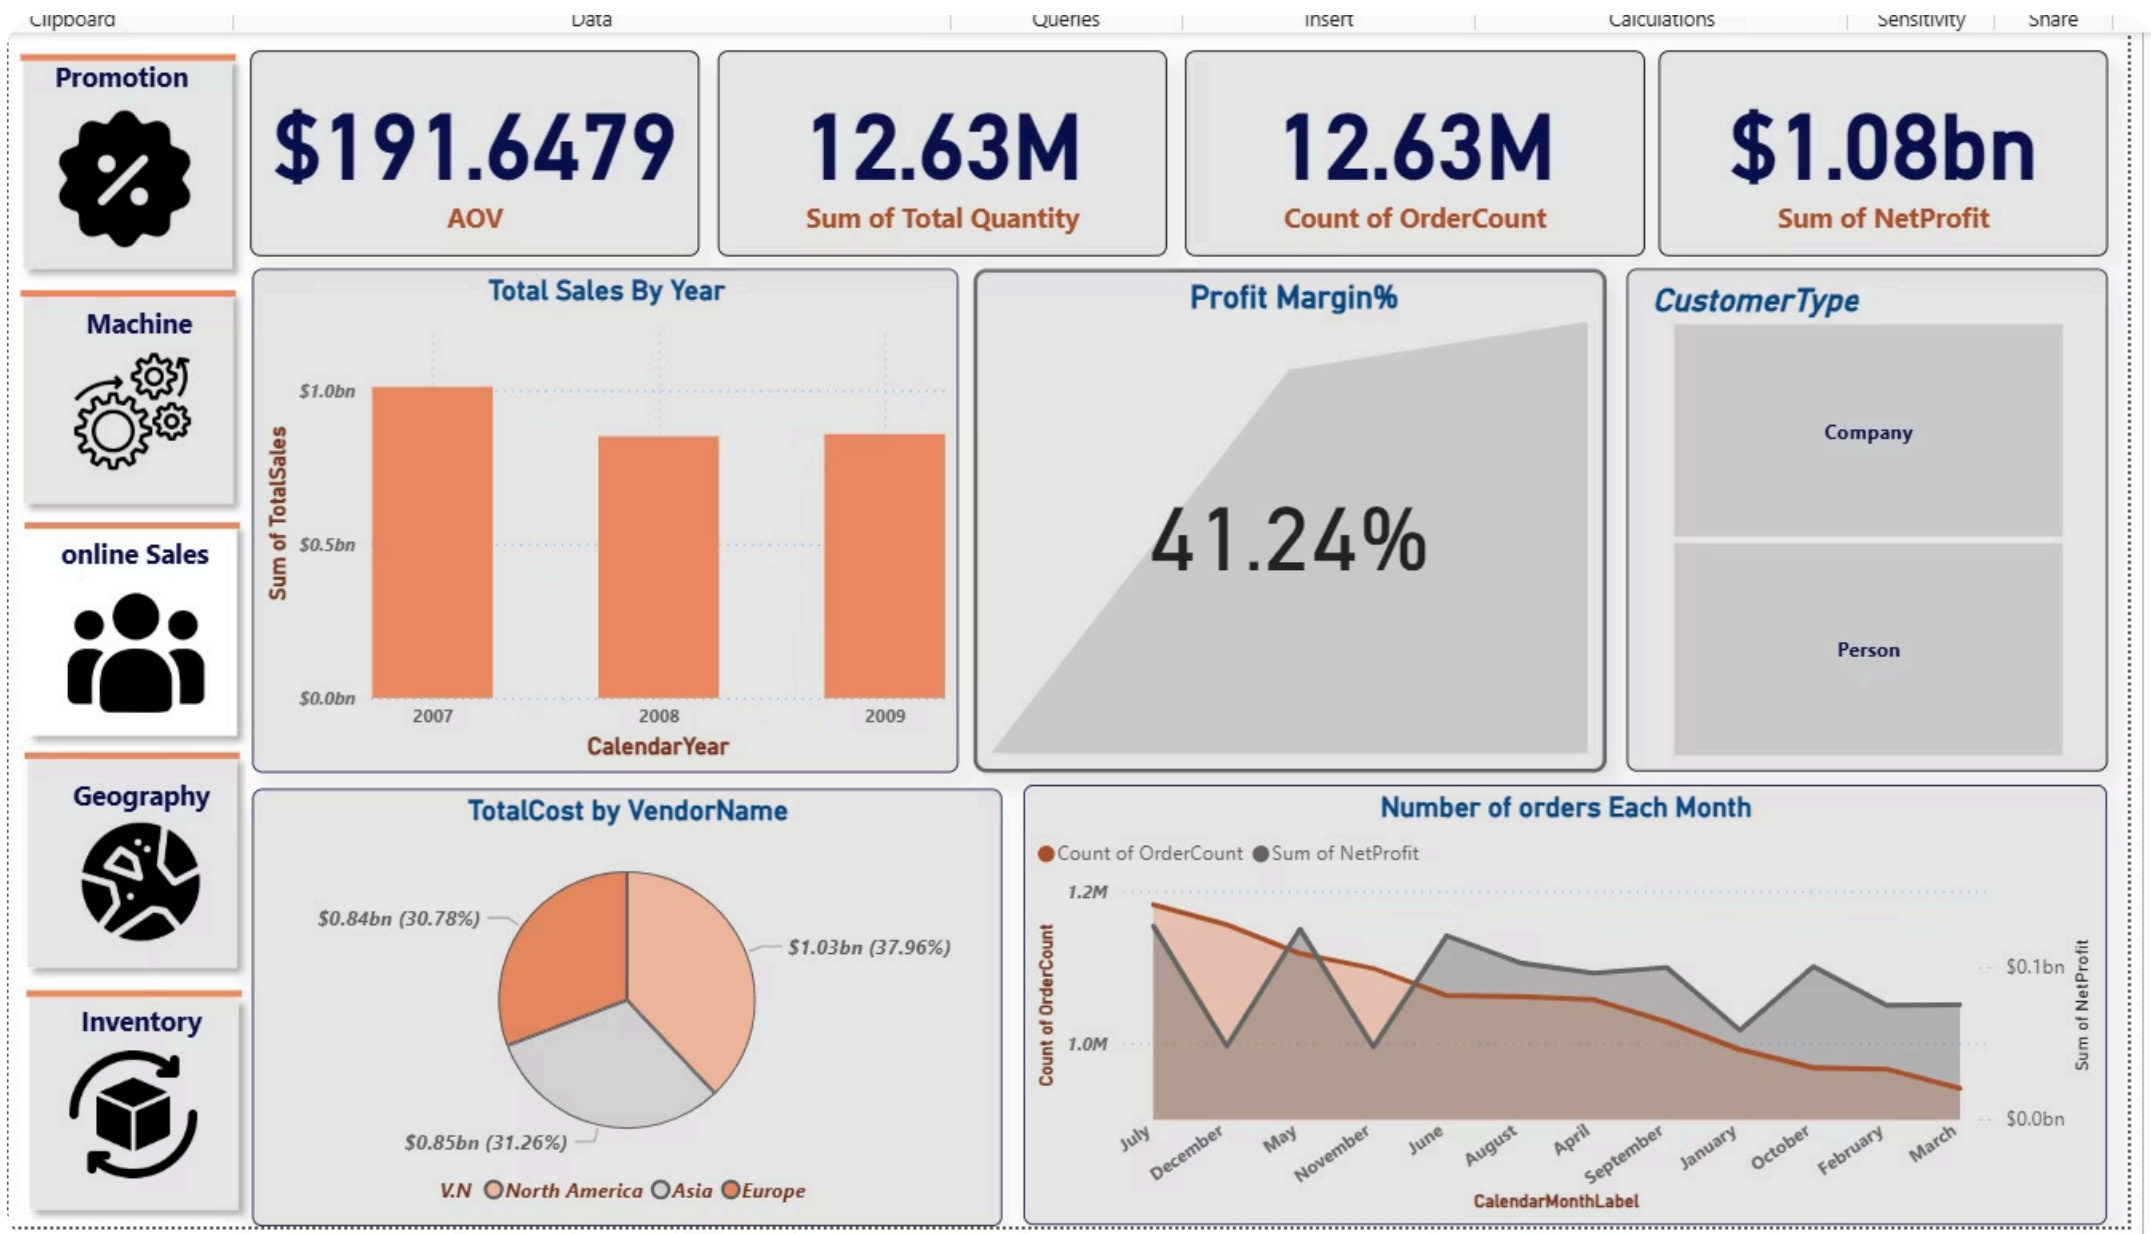 Clipboard
Data
Queries
Insert
Calculations
Sensitivity
Share
Promotion
%
Machine
online Sales
Geography
Inventory
$191.6479
AOV
12.63M
Sum of Total Quantity
12.63M
Count of OrderCount
$1.08bn
Sum of NetProfit
Total Sales By Year
Sum of TotalSales
$1.0bn
$0.5bn
$0.0bn
2007
2008
2009
CalendarYear
Profit Margin%
41.24%
CustomerType
Company
Person
TotalCost by VendorName
$0.84bn (30.78%)
$1.03bn (37.96%)
$0.85bn (31.26%)
V.N North America Asia Europe
Number of orders Each Month
Count of OrderCount Sum of NetProfit
Count of OrderCount
1.2M
1.0M
$0.1bn
$0.0bn
Sum of NetProfit
July
December
May
November
June
August
April
September
January
October
February
March
CalendarMonthLabel